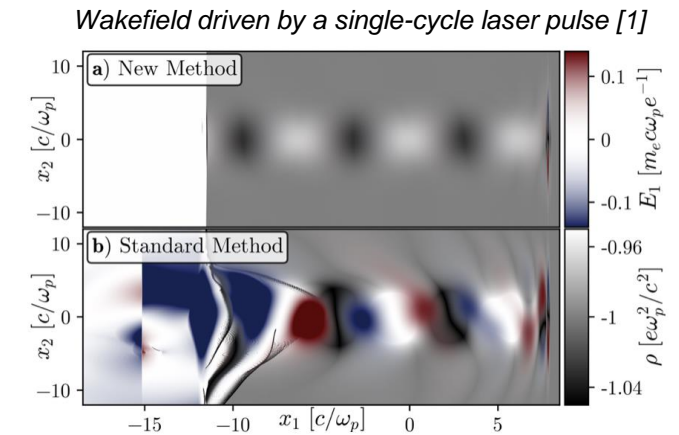 Wakefield driven by a single-cycle laser pulse [1]
a) New Method
10
0
−10
x₂ [c/ωₚ]
0.1
0
-0.1
E₁ [mₑcωₚe⁻¹]
b) Standard Method
10
0
−10
x₂ [c/ωₚ]
-0.96
-1
-1.04
ρ [eωₚ²/c²]
−15 −10 x₁ [c/ωₚ] 0 5